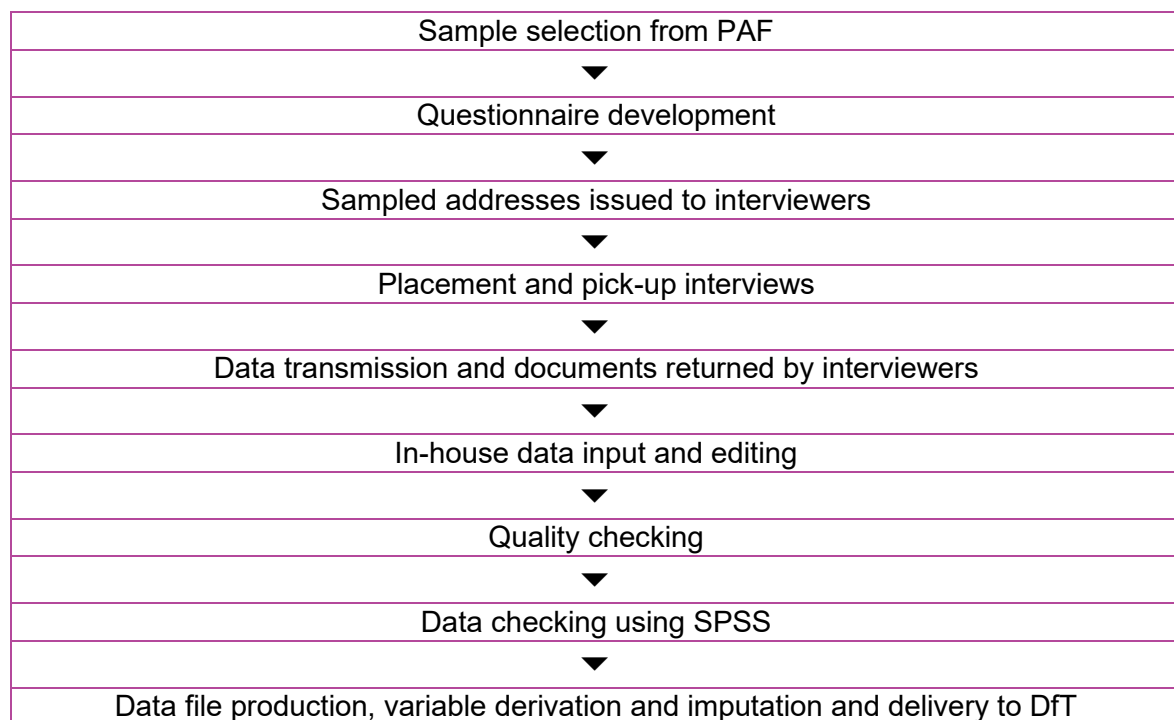 Sample selection from PAF
Questionnaire development
Sampled addresses issued to interviewers
Placement and pick-up interviews
Data transmission and documents returned by interviewers
In-house data input and editing
Quality checking
Data checking using SPSS
Data file production, variable derivation and imputation and delivery to DfT